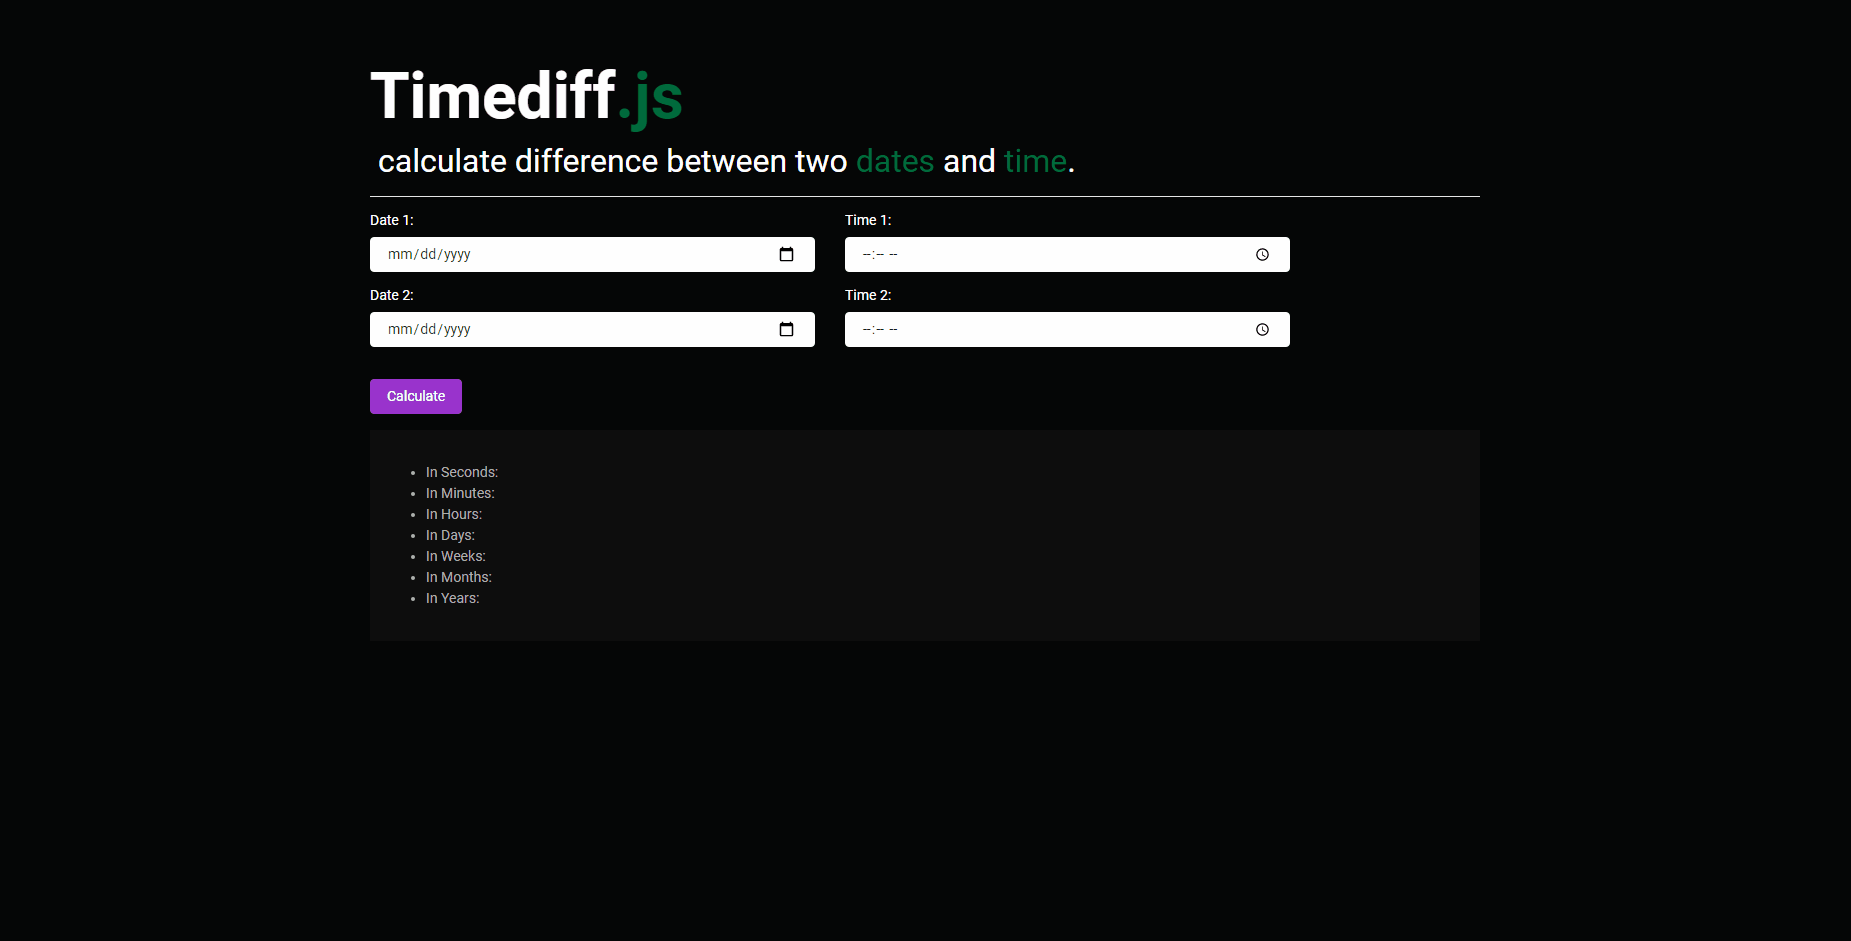 Timediff.js
calculate difference between two dates and time.
Date 1:
Time 1:
mm/dd/yyyy
--:-- --
Date 2:
Time 2:
mm/dd/yyyy
--:-- --
Calculate
• In Seconds:
• In Minutes:
• In Hours:
• In Days:
• In Weeks:
• In Months:
• In Years: